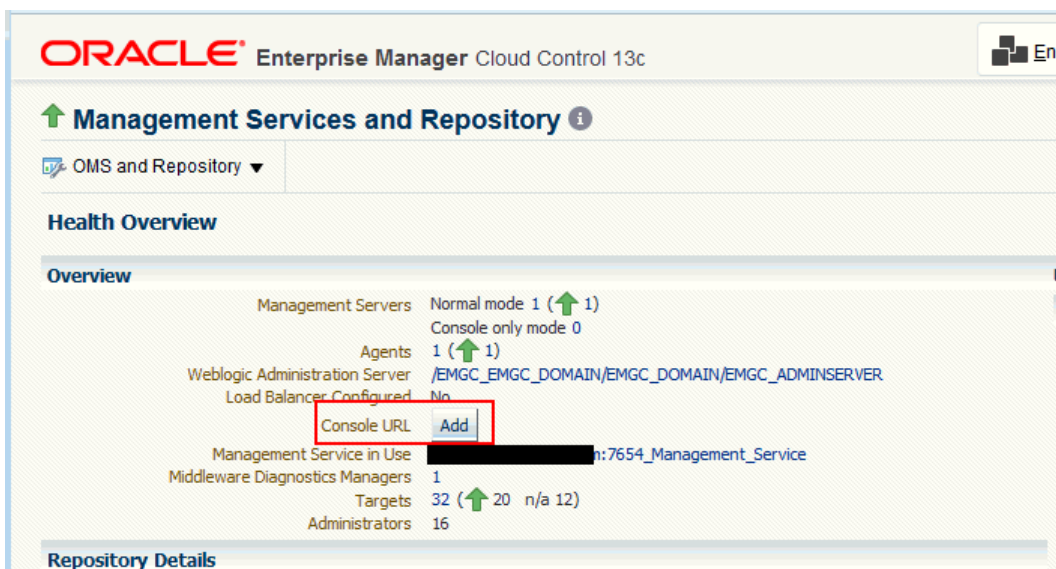 ORACLE Enterprise Manager Cloud Control 13c
En
Management Services and Repository
OMS and Repository
Health Overview
Overview
Management Servers Normal mode 1 ( 1)
Console only mode 0
Agents 1 ( 1)
Weblogic Administration Server /EMGC_EMGC_DOMAIN/EMGC_DOMAIN/EMGC_ADMINSERVER
Load Balancer Configured No
Console URL Add
Management Service in Use :7654_Management_Service
Middleware Diagnostics Managers 1
Targets 32 ( 20 n/a 12)
Administrators 16
Repository Details